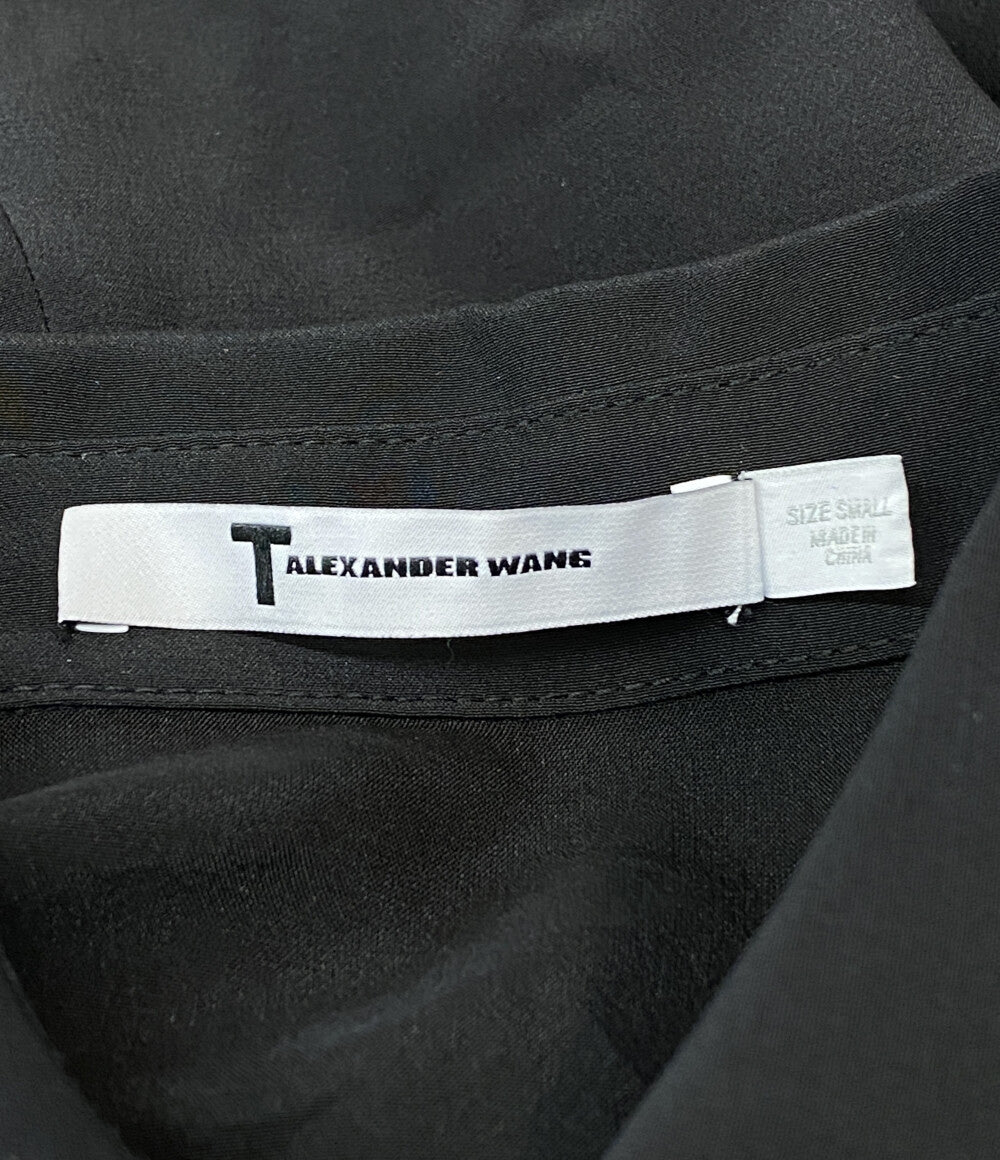 T ALEXANDER WANG
SIZE SMALL
MADE IN
CHINA